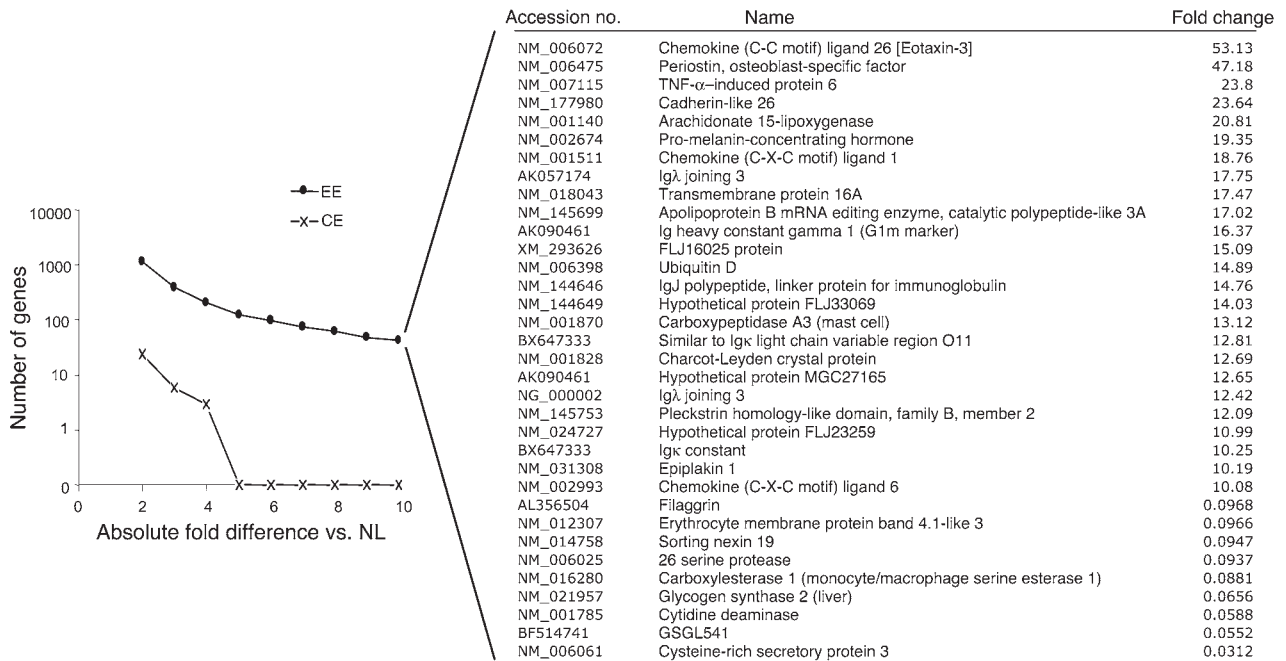 Accession no. Name Fold change
NM_006072 Chemokine (C-C motif) ligand 26 [Eotaxin-3] 53.13
NM_006475 Periostin, osteoblast-specific factor 47.18
NM_007115 TNF-α–induced protein 6 23.8
NM_177980 Cadherin-like 26 23.64
NM_001140 Arachidonate 15-lipoxygenase 20.81
NM_002674 Pro-melanin-concentrating hormone 19.35
NM_001511 Chemokine (C-X-C motif) ligand 1 18.76
AK057174 Igλ joining 3 17.75
NM_018043 Transmembrane protein 16A 17.47
NM_145699 Apolipoprotein B mRNA editing enzyme, catalytic polypeptide-like 3A 17.02
AK090461 Ig heavy constant gamma 1 (G1m marker) 16.37
XM_293626 FLJ16025 protein 15.09
NM_006398 Ubiquitin D 14.89
NM_144646 IgJ polypeptide, linker protein for immunoglobulin 14.76
NM_144649 Hypothetical protein FLJ33069 14.03
NM_001870 Carboxypeptidase A3 (mast cell) 13.12
BX647333 Similar to Igκ light chain variable region O11 12.81
NM_001828 Charcot-Leyden crystal protein 12.69
AK090461 Hypothetical protein MGC27165 12.65
NG_000002 Igλ joining 3 12.42
NM_145753 Pleckstrin homology-like domain, family B, member 2 12.09
NM_024727 Hypothetical protein FLJ23259 10.99
BX647333 Igκ constant 10.25
NM_031308 Epiplakin 1 10.19
NM_002993 Chemokine (C-X-C motif) ligand 6 10.08
AL356504 Filaggrin 0.0968
NM_012307 Erythrocyte membrane protein band 4.1-like 3 0.0966
NM_014758 Sorting nexin 19 0.0947
NM_006025 26 serine protease 0.0937
NM_016280 Carboxylesterase 1 (monocyte/macrophage serine esterase 1) 0.0881
NM_021957 Glycogen synthase 2 (liver) 0.0656
NM_001785 Cytidine deaminase 0.0588
BF514741 GSGL541 0.0552
NM_006061 Cysteine-rich secretory protein 3 0.0312
EE
CE
Number of genes
10000
1000
100
10
1
0
0 2 4 6 8 10
Absolute fold difference vs. NL